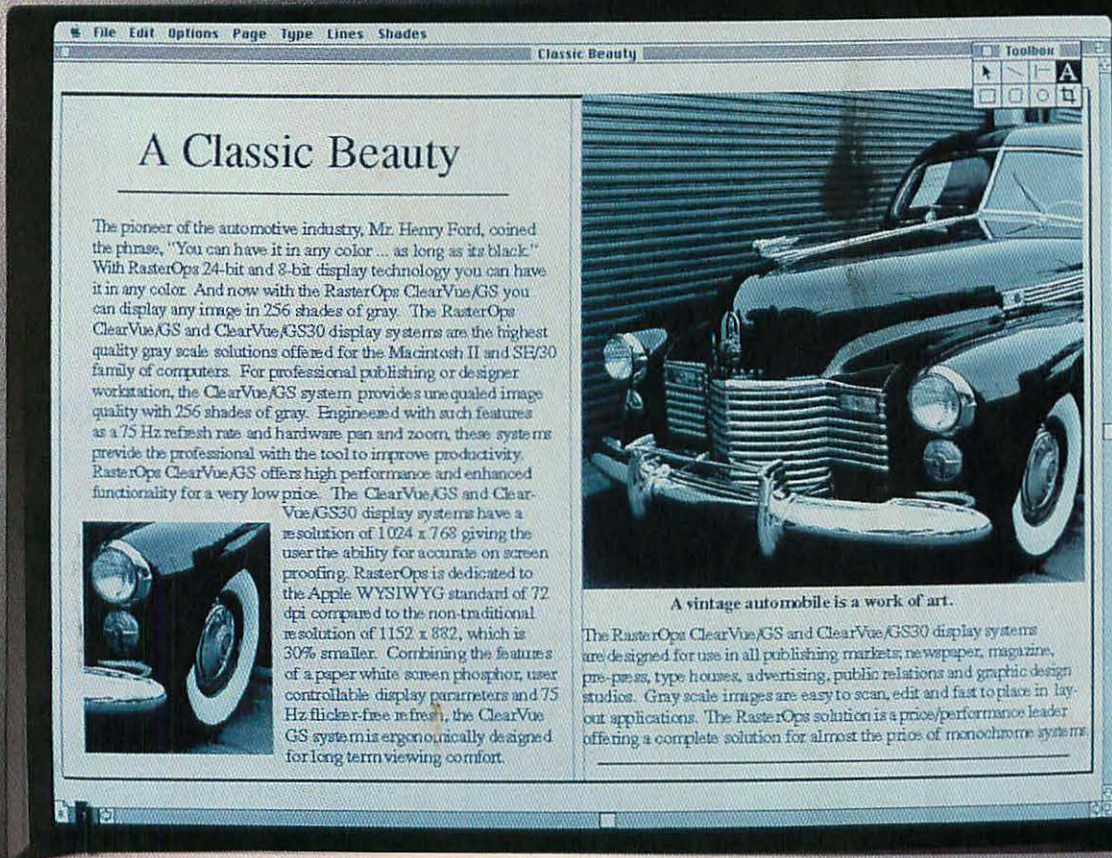 File Edit Options Page Type Lines Shades
Classic Beauty
Toolbox
A
A Classic Beauty
The pioneer of the automotive industry, Mr. Henry Ford, coined
the phrase, "You can have it in any color ... as long as its black."
With RasterOps 24-bit and 8-bit display technology you can have
it in any color. And now with the RasterOps ClearVue/GS you
can display any image in 256 shades of gray. The RasterOps
ClearVue/GS and ClearVue/GS30 display systems are the highest
quality gray scale solutions offered for the Macintosh II and SE/30
family of computers. For professional publishing or designer
workstation, the ClearVue/GS system provides unequaled image
quality with 256 shades of gray. Engineered with such features
as a 75 Hz refresh rate and hardware pan and zoom, these systems
previde the professional with the tool to improve productivity.
RasterOps ClearVue/GS offers high performance and enhanced
functionality for a very low price. The ClearVue/GS and Clear-
Vue/GS30 display systems have a
resolution of 1024 x 768 giving the
user the ability for accurate on screen
proofing. RasterOps is dedicated to
the Apple WYSIWYG standard of 72
dpi compared to the non-traditional
resolution of 1152 x 882, which is
30% smaller. Combining the features
of a paper white screen phosphor, user
controllable display parameters and 75
Hz flicker-free refresh, the ClearVue
GS system is ergonomically designed
for long term viewing comfort.
A vintage automobile is a work of art.
The RasterOps ClearVue/GS and ClearVue/GS30 display systems
are designed for use in all publishing markets; newspaper, magazine,
pre-press, type houses, advertising, public relations and graphic design
studios. Gray scale images are easy to scan, edit and fast to place in lay-
out applications. The RasterOps solution is a price/performance leader
offering a complete solution for almost the price of monochrome systems.